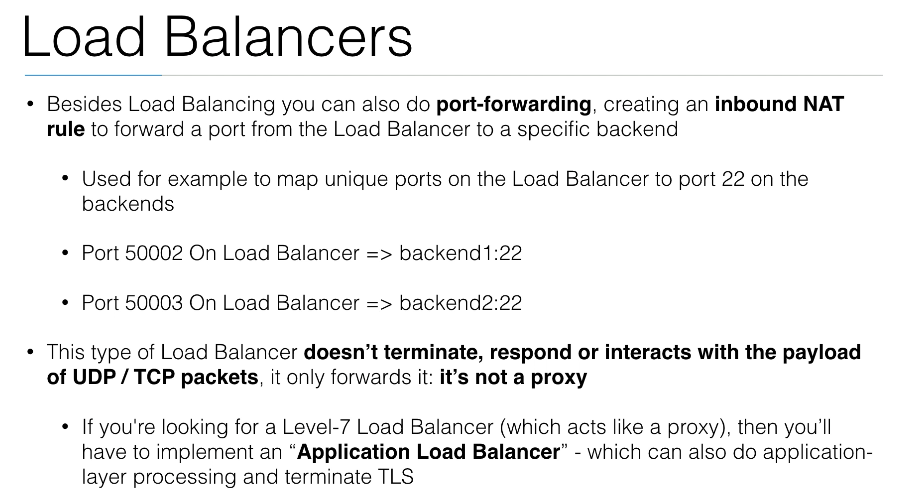 Load Balancers
• Besides Load Balancing you can also do port-forwarding, creating an inbound NAT
rule to forward a port from the Load Balancer to a specific backend
• Used for example to map unique ports on the Load Balancer to port 22 on the
backends
• Port 50002 On Load Balancer => backend1:22
• Port 50003 On Load Balancer => backend2:22
• This type of Load Balancer doesn’t terminate, respond or interacts with the payload
of UDP / TCP packets, it only forwards it: it’s not a proxy
• If you're looking for a Level-7 Load Balancer (which acts like a proxy), then you’ll
have to implement an “Application Load Balancer” - which can also do application-
layer processing and terminate TLS